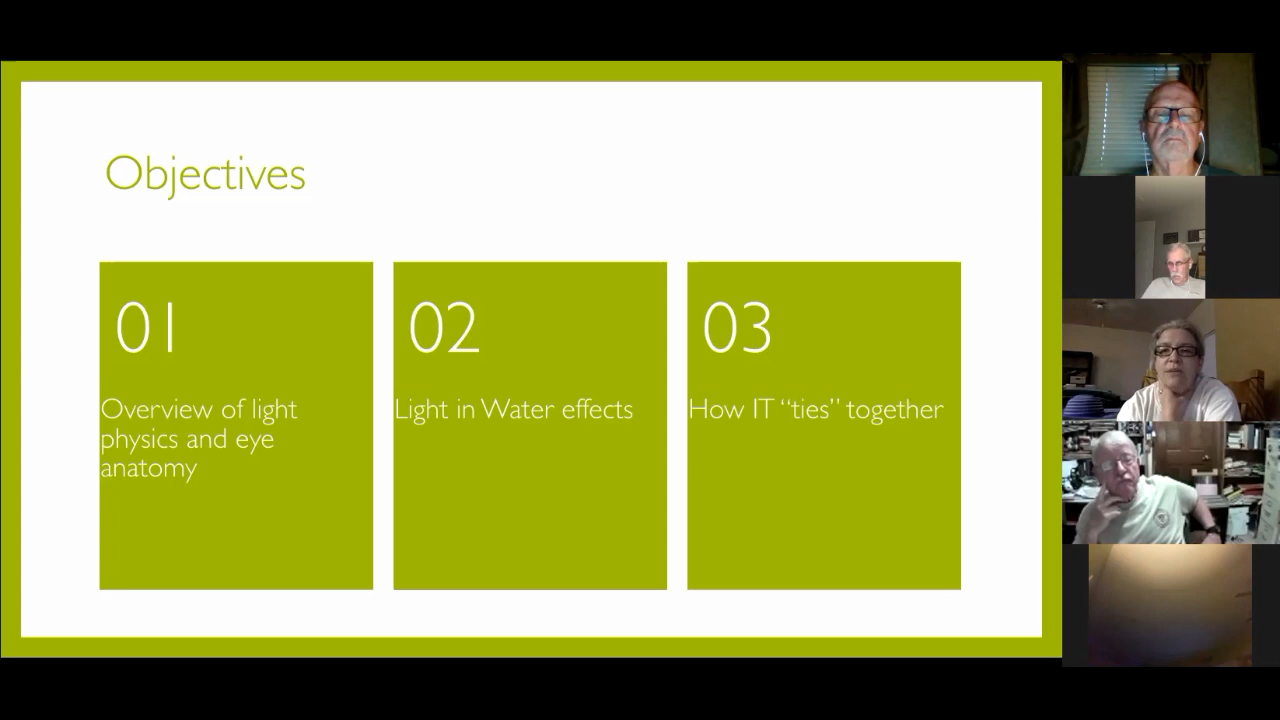 Objectives
01
Overview of light
physics and eye
anatomy
02
Light in Water effects
03
How IT “ties” together